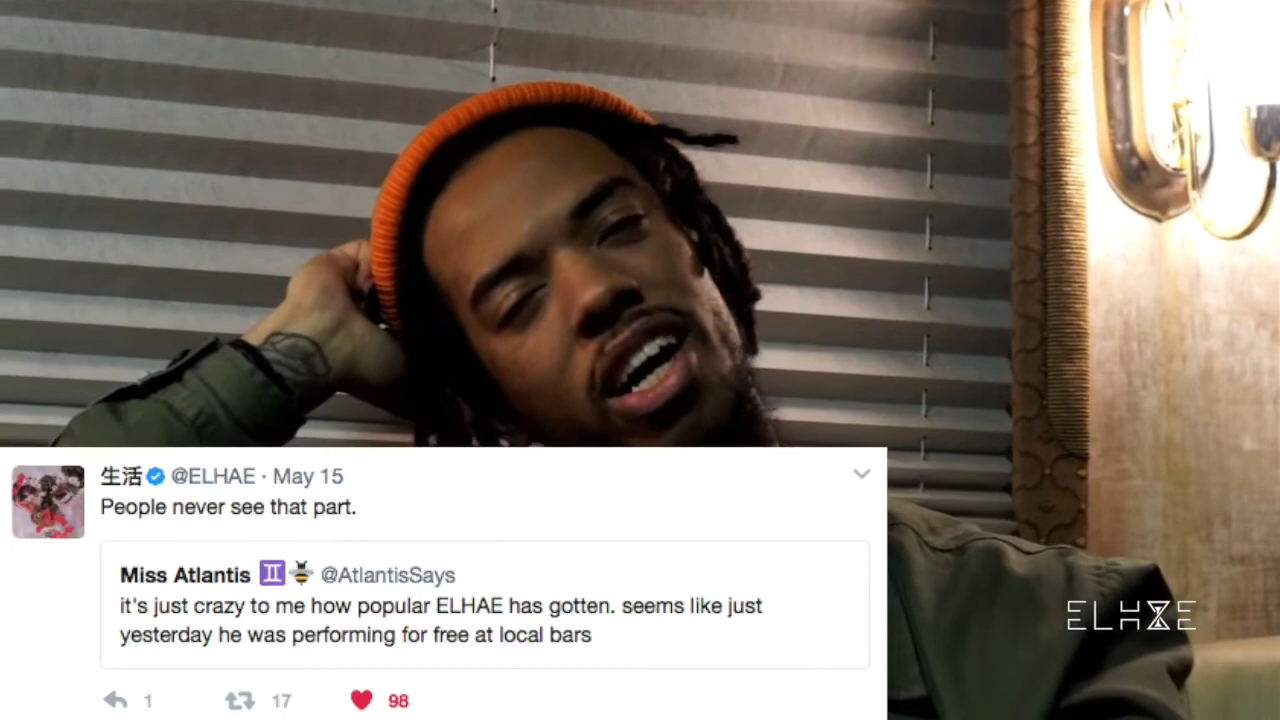 生活 @ELHAE · May 15
People never see that part.
Miss Atlantis ♊🐝 @AtlantisSays
it's just crazy to me how popular ELHAE has gotten. seems like just
yesterday he was performing for free at local bars
1 17 98
ELHAE